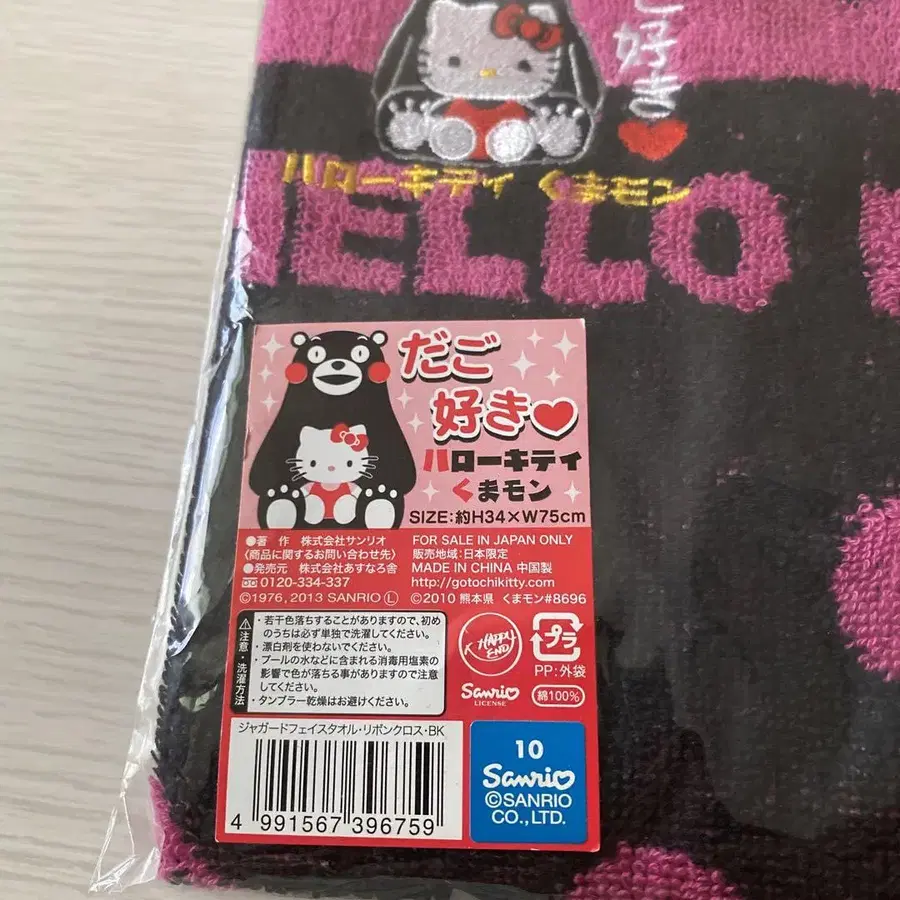 好き
ハローキティ くまモン
HELLO
だご
好き
ハローキティ
くまモン
SIZE:約H34×W75cm
●著 作 株式会社サンリオ
〈商品に関するお問い合わせ先〉
●発売元 株式会社あすなろ舎
0120-334-337
©1976, 2013 SANRIO Ⓛ
FOR SALE IN JAPAN ONLY
販売地域:日本限定
MADE IN CHINA 中国製
http://gotochikitty.com
©2010 熊本県 くまモン#8696
注意・洗濯方法
・若干色落ちすることがありますので、初め
のうちは必ず単独で洗濯してください。
・漂白剤を使わないでください。
・プールの水などに含まれる消毒用塩素の
影響で色が落ちる事がありますので注意
してください。
・タンブラー乾燥はお避けください。
HAPPY
END
プラ
PP:外袋
Sanrio
LICENSE
綿100%
ジャガードフェイスタオル・リボンクロス・BK
4 991567 396759
10
Sanrio
©SANRIO
CO.,LTD.